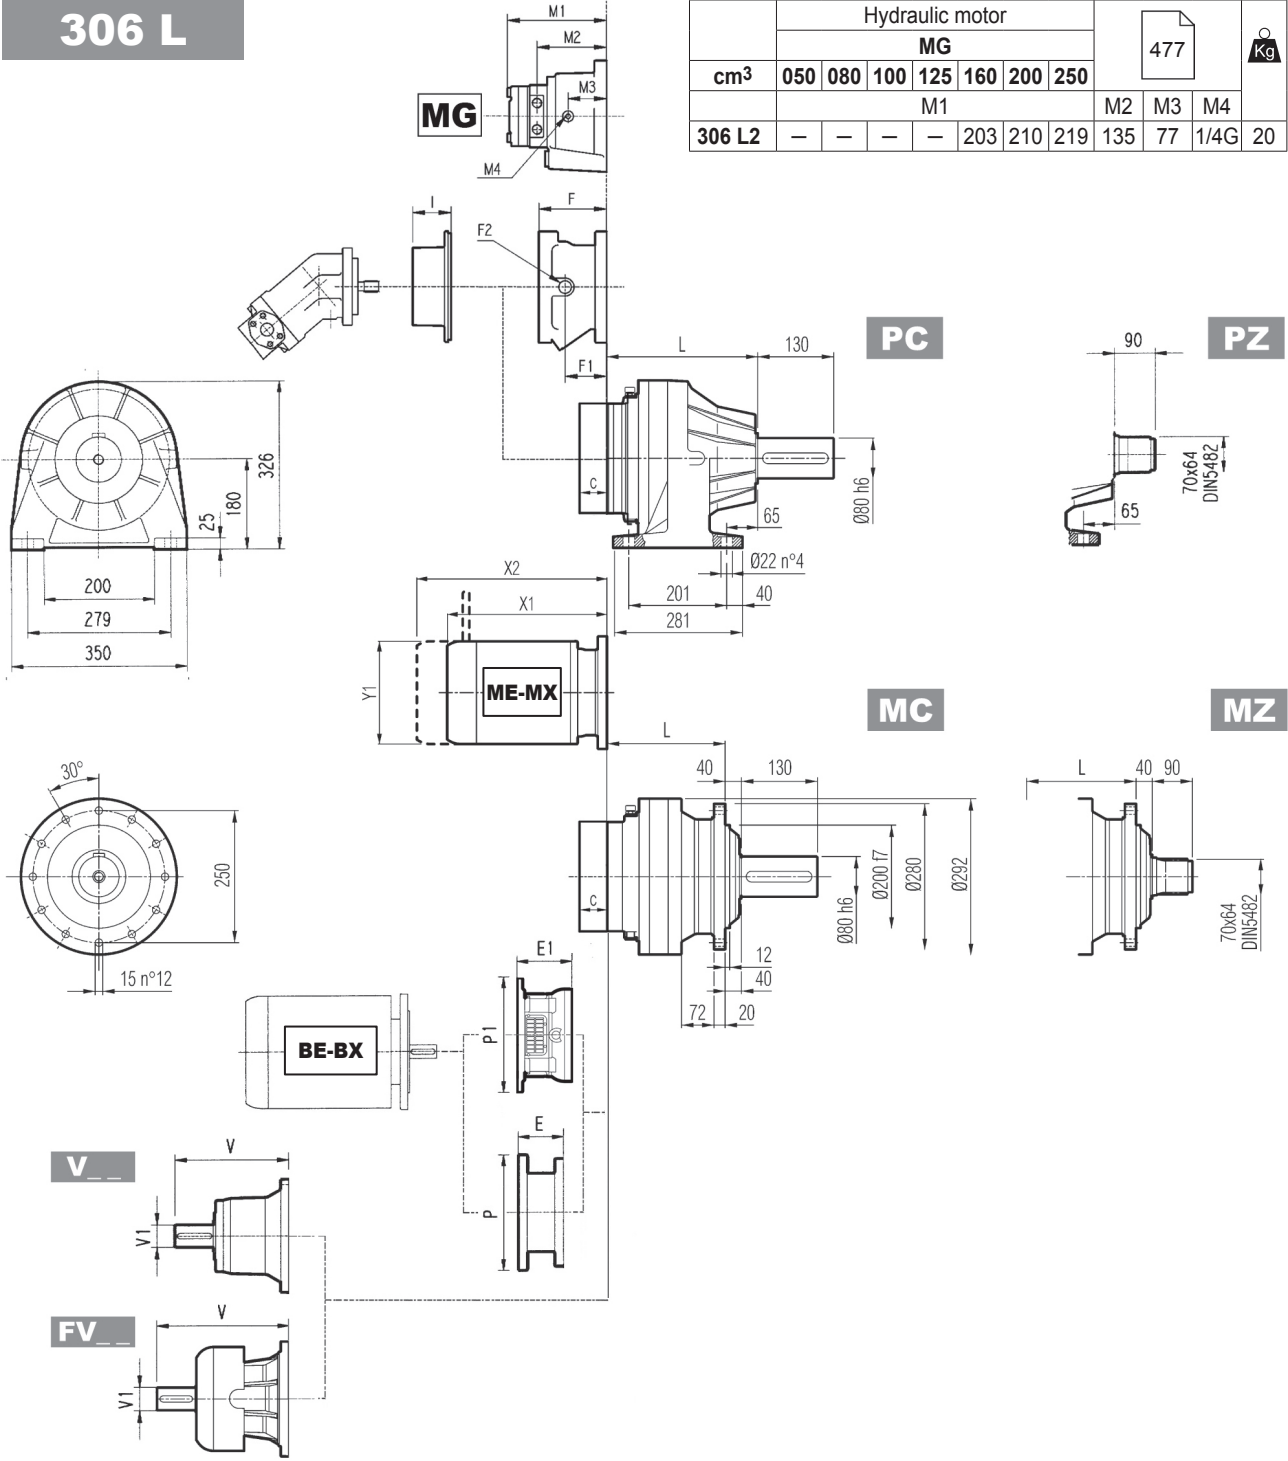 306 L
Hydraulic motor
MG
477
Kg
cm³ 050 080 100 125 160 200 250
M1 M2 M3 M4
306 L2 – – – – 203 210 219 135 77 1/4G 20
M1
M2
M3
MG
M4
I
F
F2
F1
PC
PZ
L 130
90
326
180
25
200
279
350
C
65
Ø80 h6
Ø22 n°4
201 40
281
70x64
DIN5482
65
X2
X1
Y1
ME-MX
MC
MZ
L
40 130
L 40 90
30°
250
15 n°12
C
Ø80 h6
Ø200 f7
Ø280
Ø292
12
40
72 20
70x64
DIN5482
E1
P1
BE-BX
E
P
V_ _
V
V1
FV_ _
V
V1